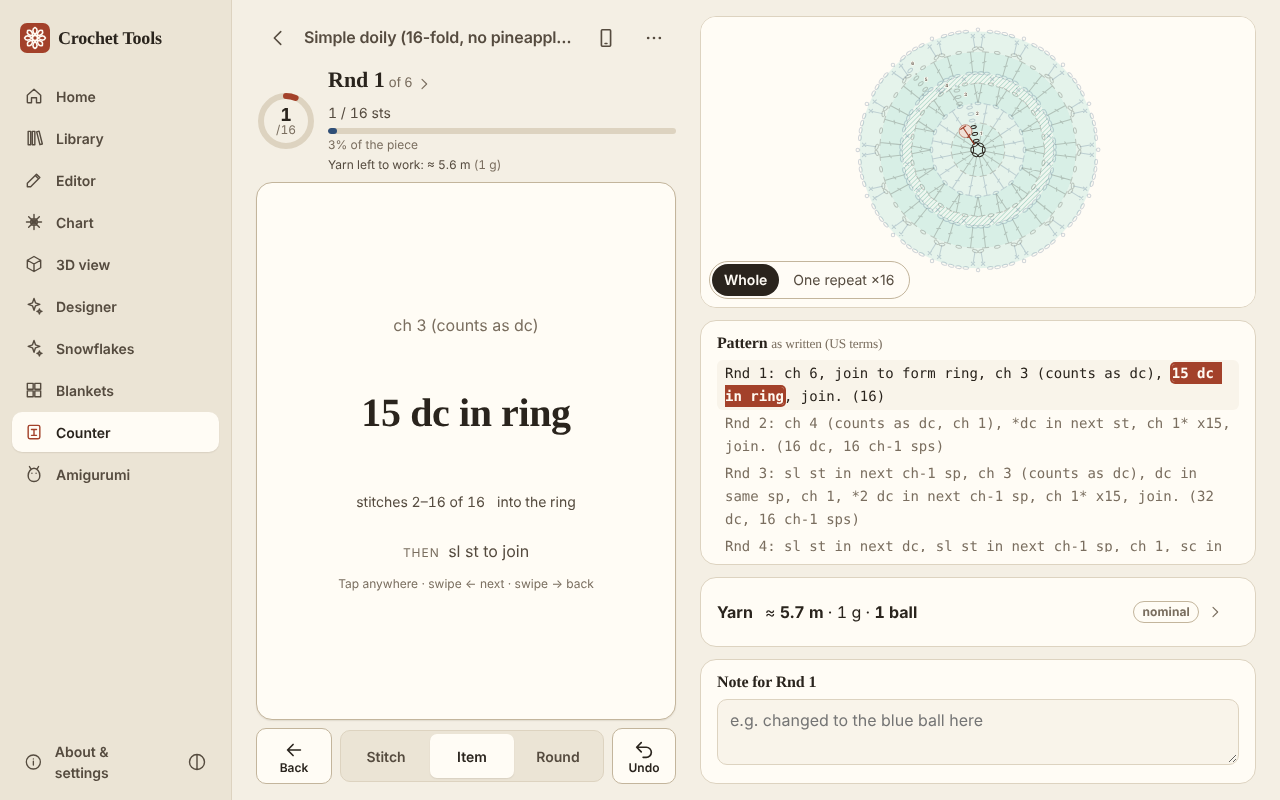 Crochet Tools
Home
Library
Editor
Chart
3D view
Designer
Snowflakes
Blankets
Counter
Amigurumi
About &
settings
Simple doily (16-fold, no pineappl...
Rnd 1 of 6
1
/16
1 / 16 sts
3% of the piece
Yarn left to work: ≈ 5.6 m (1 g)
ch 3 (counts as dc)
15 dc in ring
stitches 2–16 of 16 into the ring
THEN sl st to join
Tap anywhere · swipe ← next · swipe → back
Back
Stitch
Item
Round
Undo
Whole
One repeat ×16
Pattern as written (US terms)
Rnd 1: ch 6, join to form ring, ch 3 (counts as dc), 15 dc
in ring, join. (16)
Rnd 2: ch 4 (counts as dc, ch 1), *dc in next st, ch 1* x15,
join. (16 dc, 16 ch-1 sps)
Rnd 3: sl st in next ch-1 sp, ch 3 (counts as dc), dc in
same sp, ch 1, *2 dc in next ch-1 sp, ch 1* x15, join. (32
dc, 16 ch-1 sps)
Rnd 4: sl st in next dc, sl st in next ch-1 sp, ch 1, sc in
Yarn ≈ 5.7 m · 1 g · 1 ball
nominal
Note for Rnd 1
e.g. changed to the blue ball here